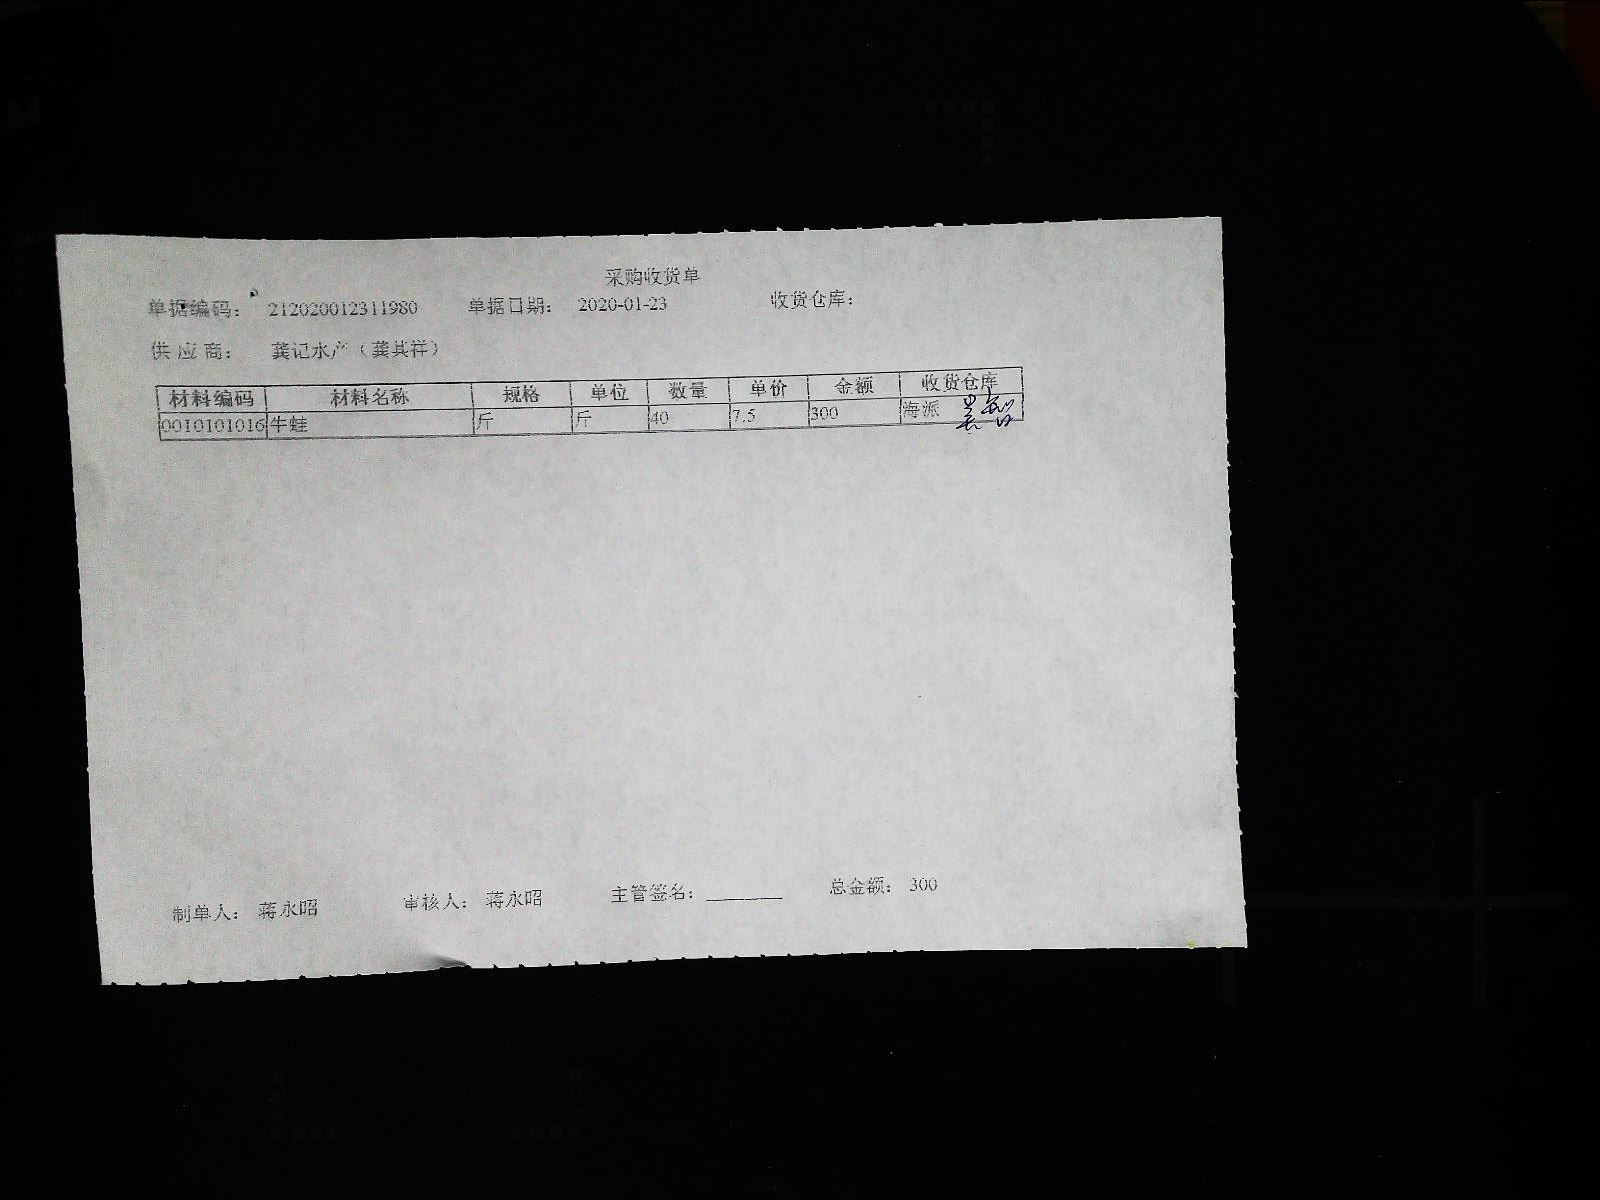 采购收货单
单据编码： 212020012311980 单据日期： 2020-01-23 收货仓库：
供应商： 龚记水产（龚其祥）
材料编码 材料名称 规格 单位 数量 单价 金额 收货仓库
0010101016 牛蛙 斤 斤 40 7.5 300 海派
制单人： 蒋永昭 审核人： 蒋永昭 主管签名： 总金额： 300